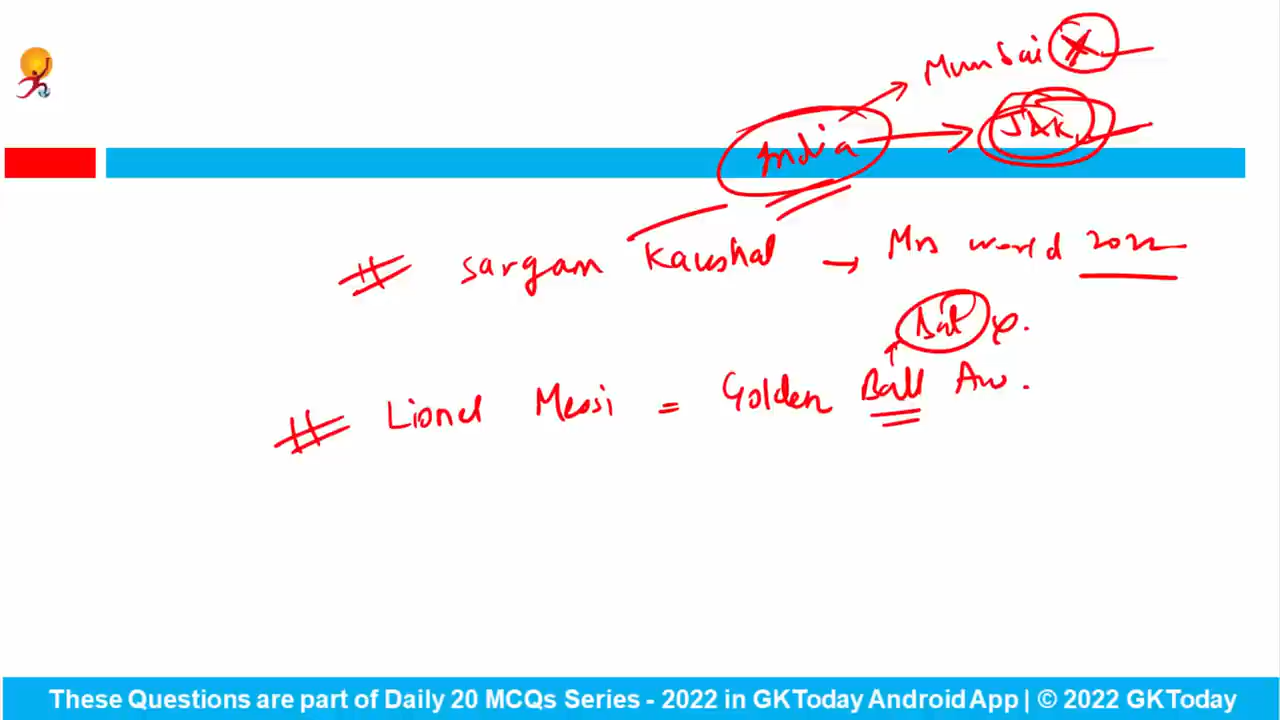 Mumbai
India → J&K
# Sargam Kaushal → Mrs world 2022
Bat
# Lionel Messi = Golden Ball Aw.
These Questions are part of Daily 20 MCQs Series - 2022 in GKToday Android App | © 2022 GKToday